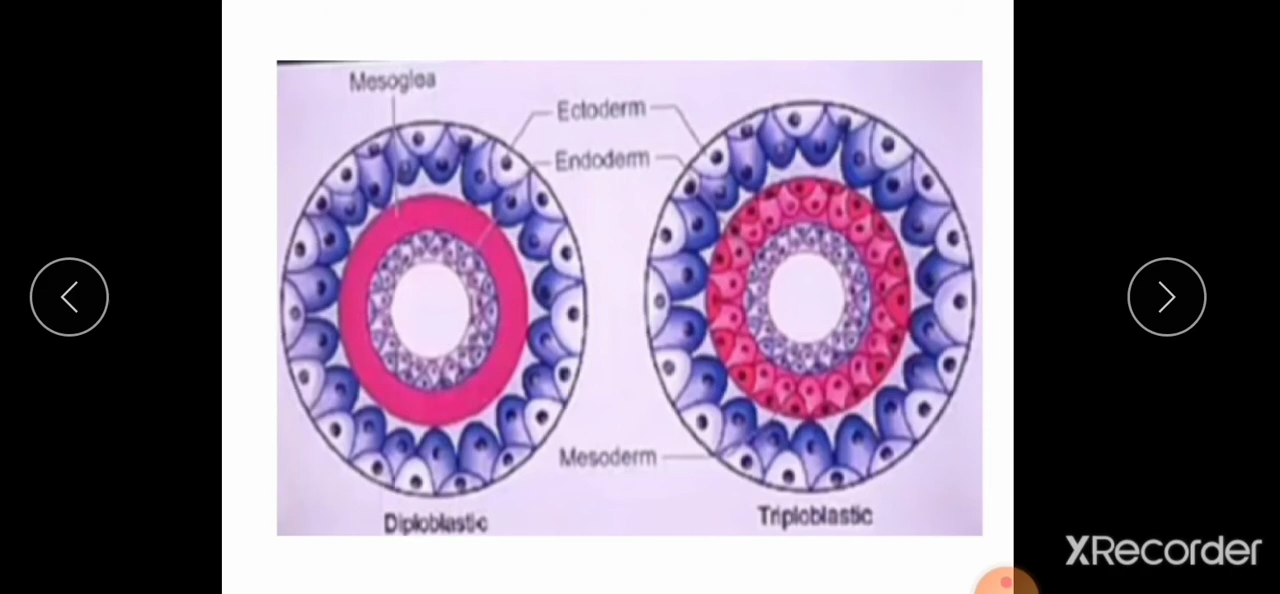 Mesoglea
Ectoderm
Endoderm
Mesoderm
Diploblastic
Triploblastic
XRecorder